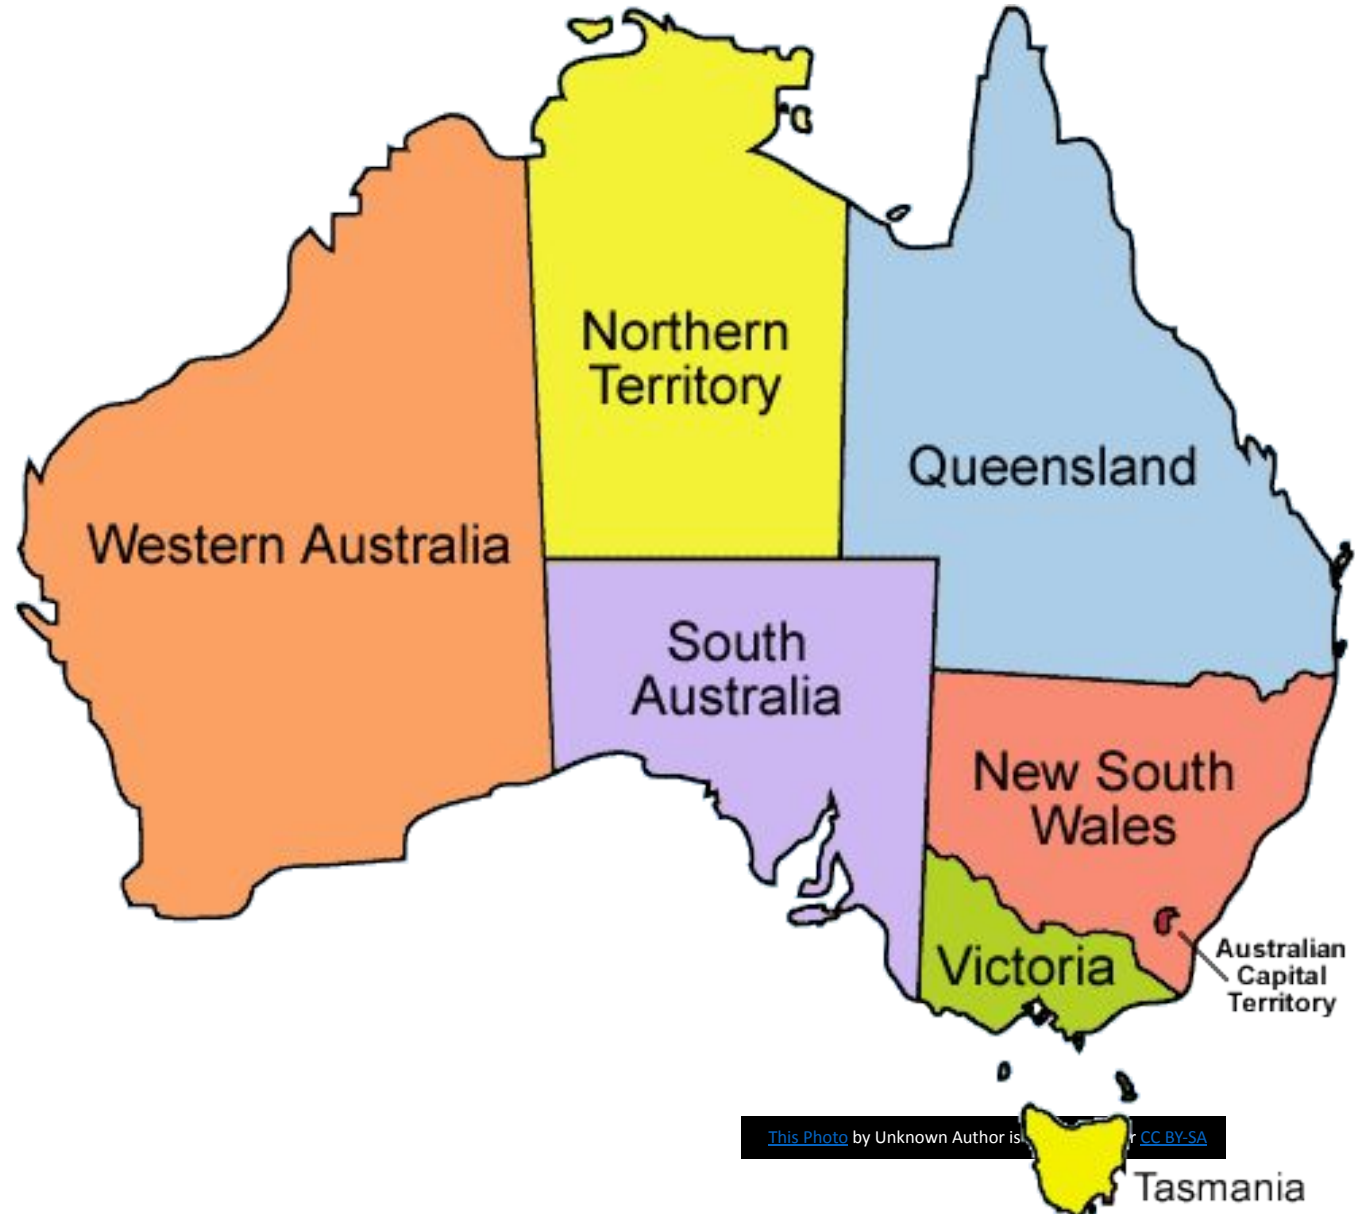 Northern
Territory
Queensland
Western Australia
South
Australia
New South
Wales
Victoria
Australian
Capital
Territory
This Photo by Unknown Author is r CC BY-SA
Tasmania